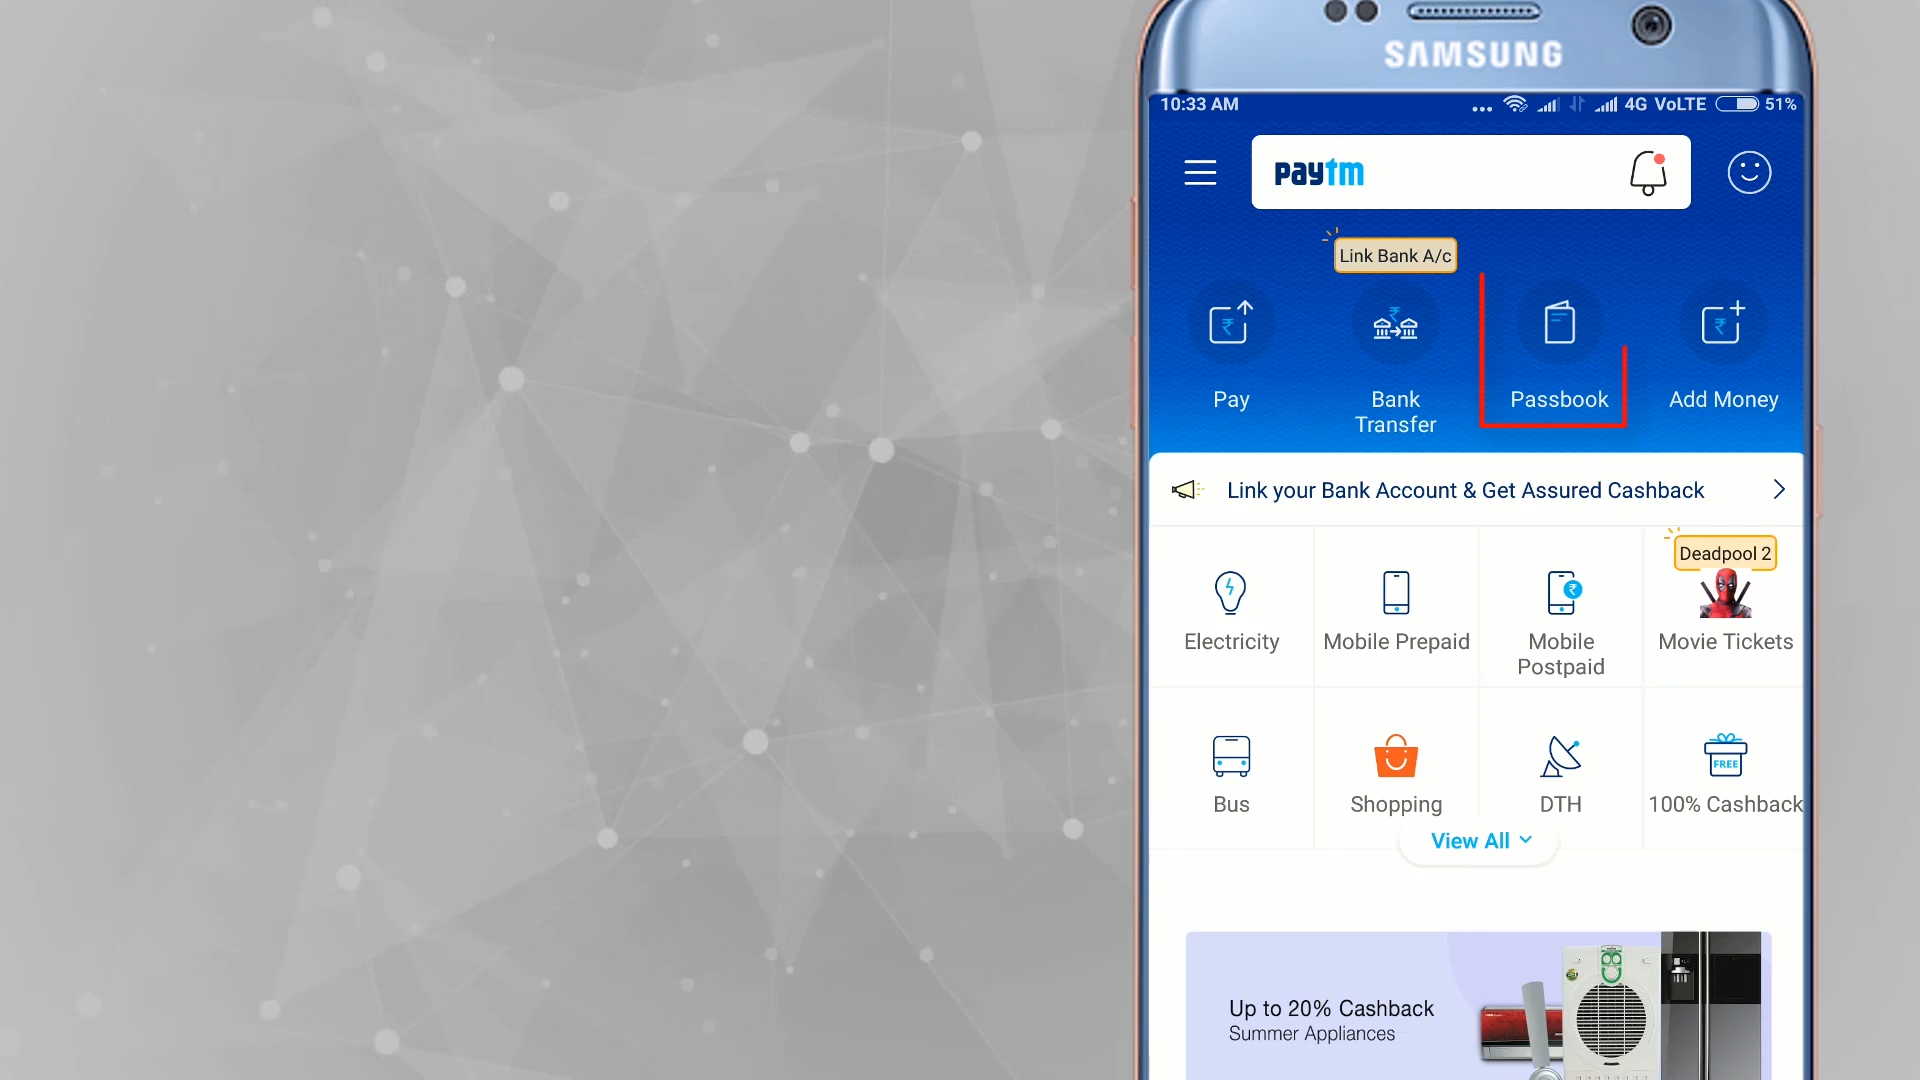 SAMSUNG
10:33 AM
... 4G VoLTE 51%
paytm
Link Bank A/c
Pay
Bank
Transfer
Passbook
Add Money
Link your Bank Account & Get Assured Cashback
Deadpool 2
Electricity
Mobile Prepaid
Mobile
Postpaid
Movie Tickets
FREE
Bus
Shopping
DTH
100% Cashback
View All
Up to 20% Cashback
Summer Appliances